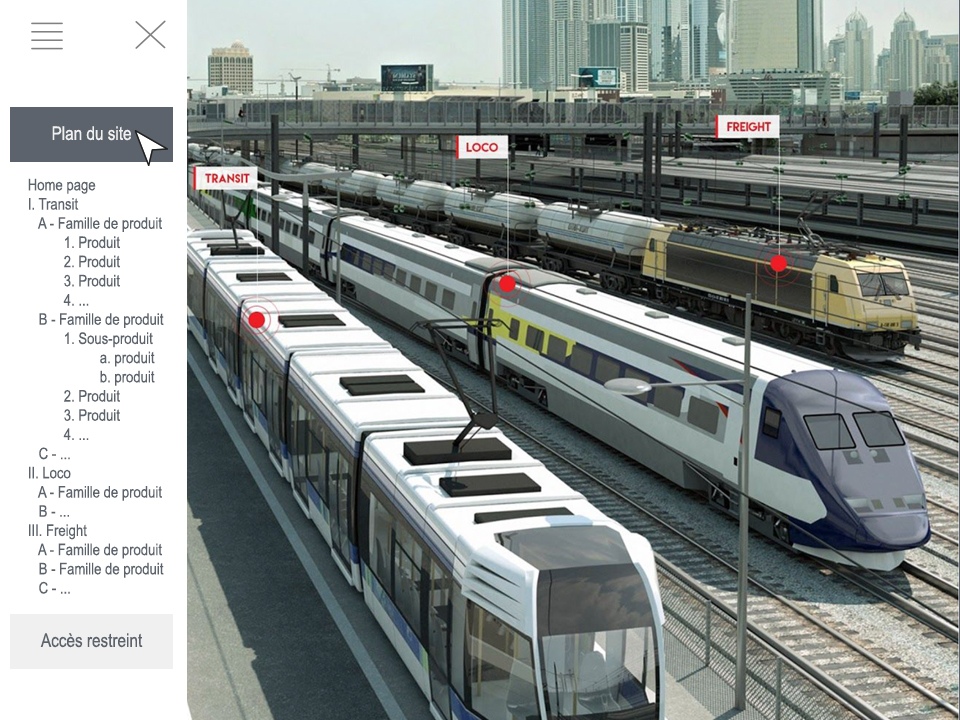 Plan du site
Home page
I. Transit
A - Famille de produit
1. Produit
2. Produit
3. Produit
4. ...
B - Famille de produit
1. Sous-produit
a. produit
b. produit
2. Produit
3. Produit
4. ...
C - ...
II. Loco
A - Famille de produit
B - ...
III. Freight
A - Famille de produit
B - Famille de produit
C - ...
Accès restreint
TRANSIT
LOCO
FREIGHT